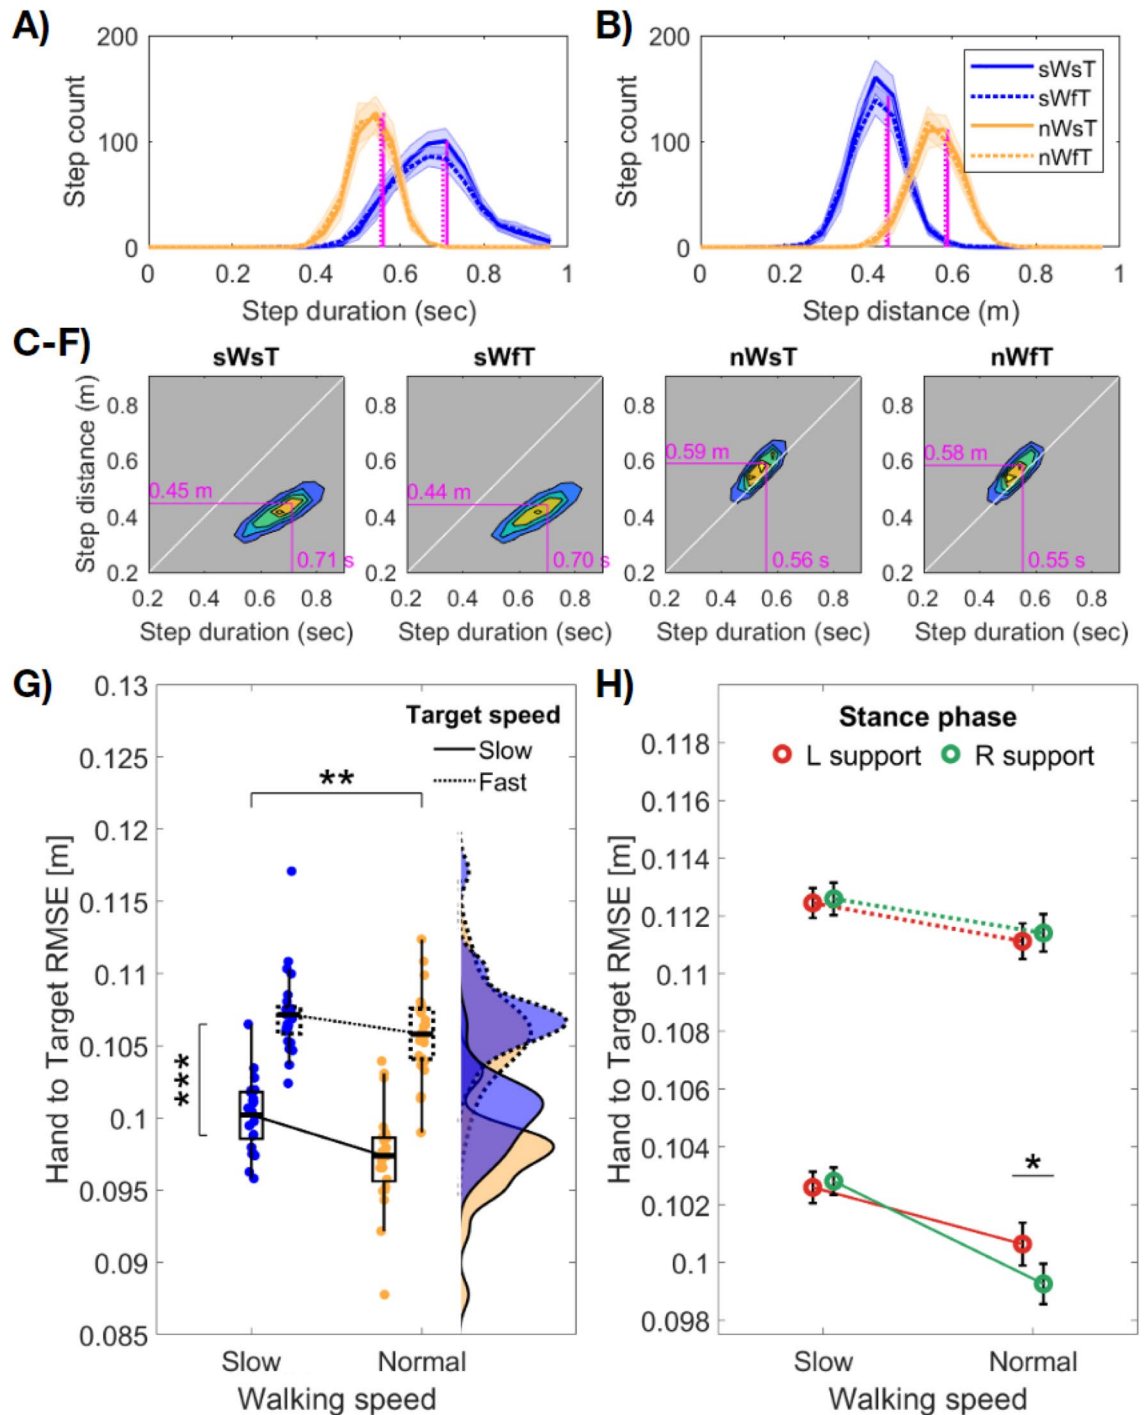 A)
B)
200
100
0
Step count
0 0.2 0.4 0.6 0.8 1
Step duration (sec)
200
100
0
Step count
0 0.2 0.4 0.6 0.8 1
Step distance (m)
sWsT
sWfT
nWsT
nWfT
C-F)
sWsT
sWfT
nWsT
nWfT
Step distance (m)
0.8
0.6
0.4
0.2
0.45 m
0.71 s
0.2 0.4 0.6 0.8
Step duration (sec)
0.8
0.6
0.4
0.2
0.44 m
0.70 s
0.2 0.4 0.6 0.8
Step duration (sec)
0.8
0.6
0.4
0.2
0.59 m
0.56 s
0.2 0.4 0.6 0.8
Step duration (sec)
0.8
0.6
0.4
0.2
0.58 m
0.55 s
0.2 0.4 0.6 0.8
Step duration (sec)
G)
Hand to Target RMSE [m]
0.13
0.125
0.12
0.115
0.11
0.105
0.1
0.095
0.09
0.085
Target speed
Slow
Fast
**
***
Slow Normal
Walking speed
H)
Hand to Target RMSE [m]
0.118
0.116
0.114
0.112
0.11
0.108
0.106
0.104
0.102
0.1
0.098
Stance phase
L support R support
*
Slow Normal
Walking speed